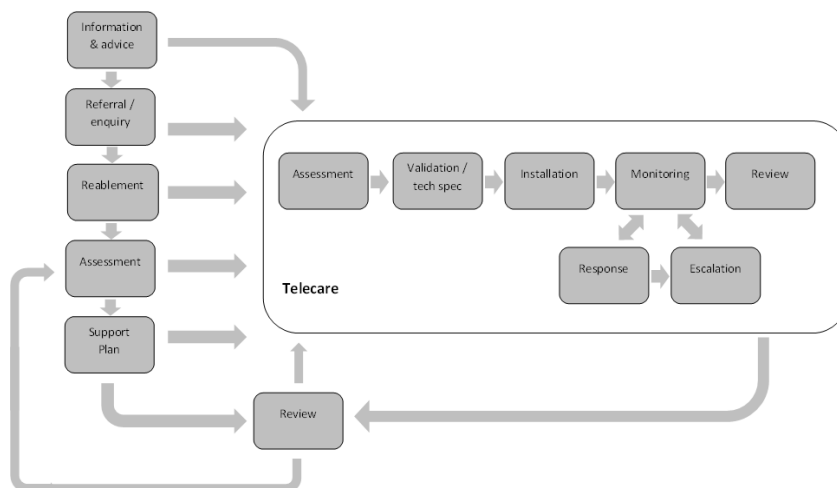 Information
& advice
Referral /
enquiry
Reablement
Assessment
Support
Plan
Assessment
Validation /
tech spec
Installation
Monitoring
Review
Response
Escalation
Telecare
Review